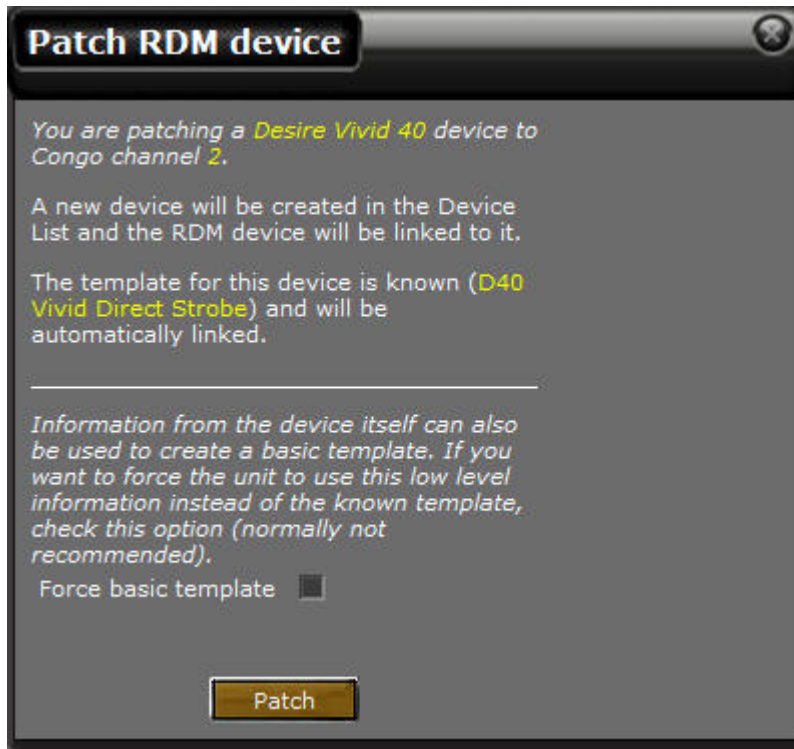 Patch RDM device
You are patching a Desire Vivid 40 device to
Congo channel 2.
A new device will be created in the Device
List and the RDM device will be linked to it.
The template for this device is known (D40
Vivid Direct Strobe) and will be
automatically linked.
Information from the device itself can also
be used to create a basic template. If you
want to force the unit to use this low level
information instead of the known template,
check this option (normally not
recommended).
Force basic template
Patch